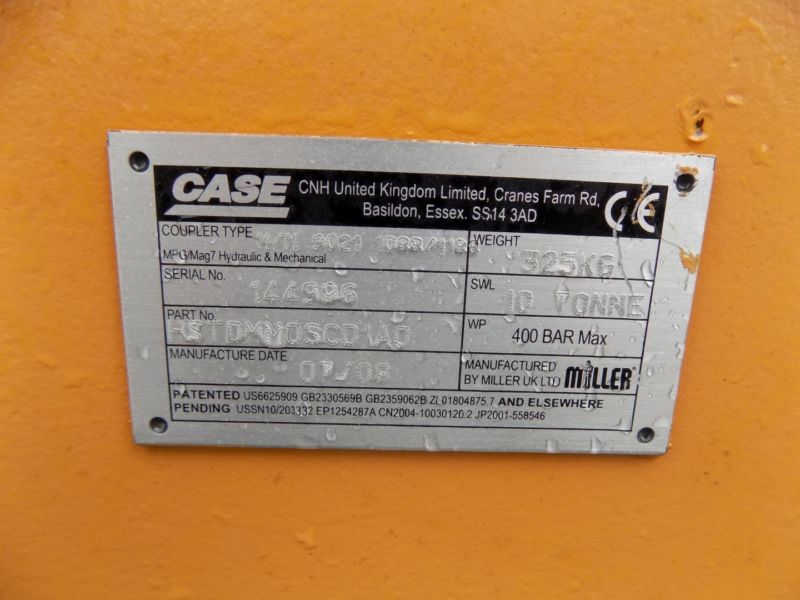 CASE
CNH United Kingdom Limited, Cranes Farm Rd,
Basildon, Essex. SS14 3AD
CE
COUPLER TYPE
MPG/Mag7 Hydraulic & Mechanical
WEIGHT 325KG
SERIAL No. 144996
SWL 10 TONNE
PART No.
WP 400 BAR Max
MANUFACTURE DATE 07/08
MANUFACTURED
BY MILLER UK LTD MILLER
PATENTED US6625909 GB2330569B GB2359062B ZL01804875.7 AND ELSEWHERE
PENDING USSN10/203332 EP1254287A CN2004-10030120.2 JP2001-558546